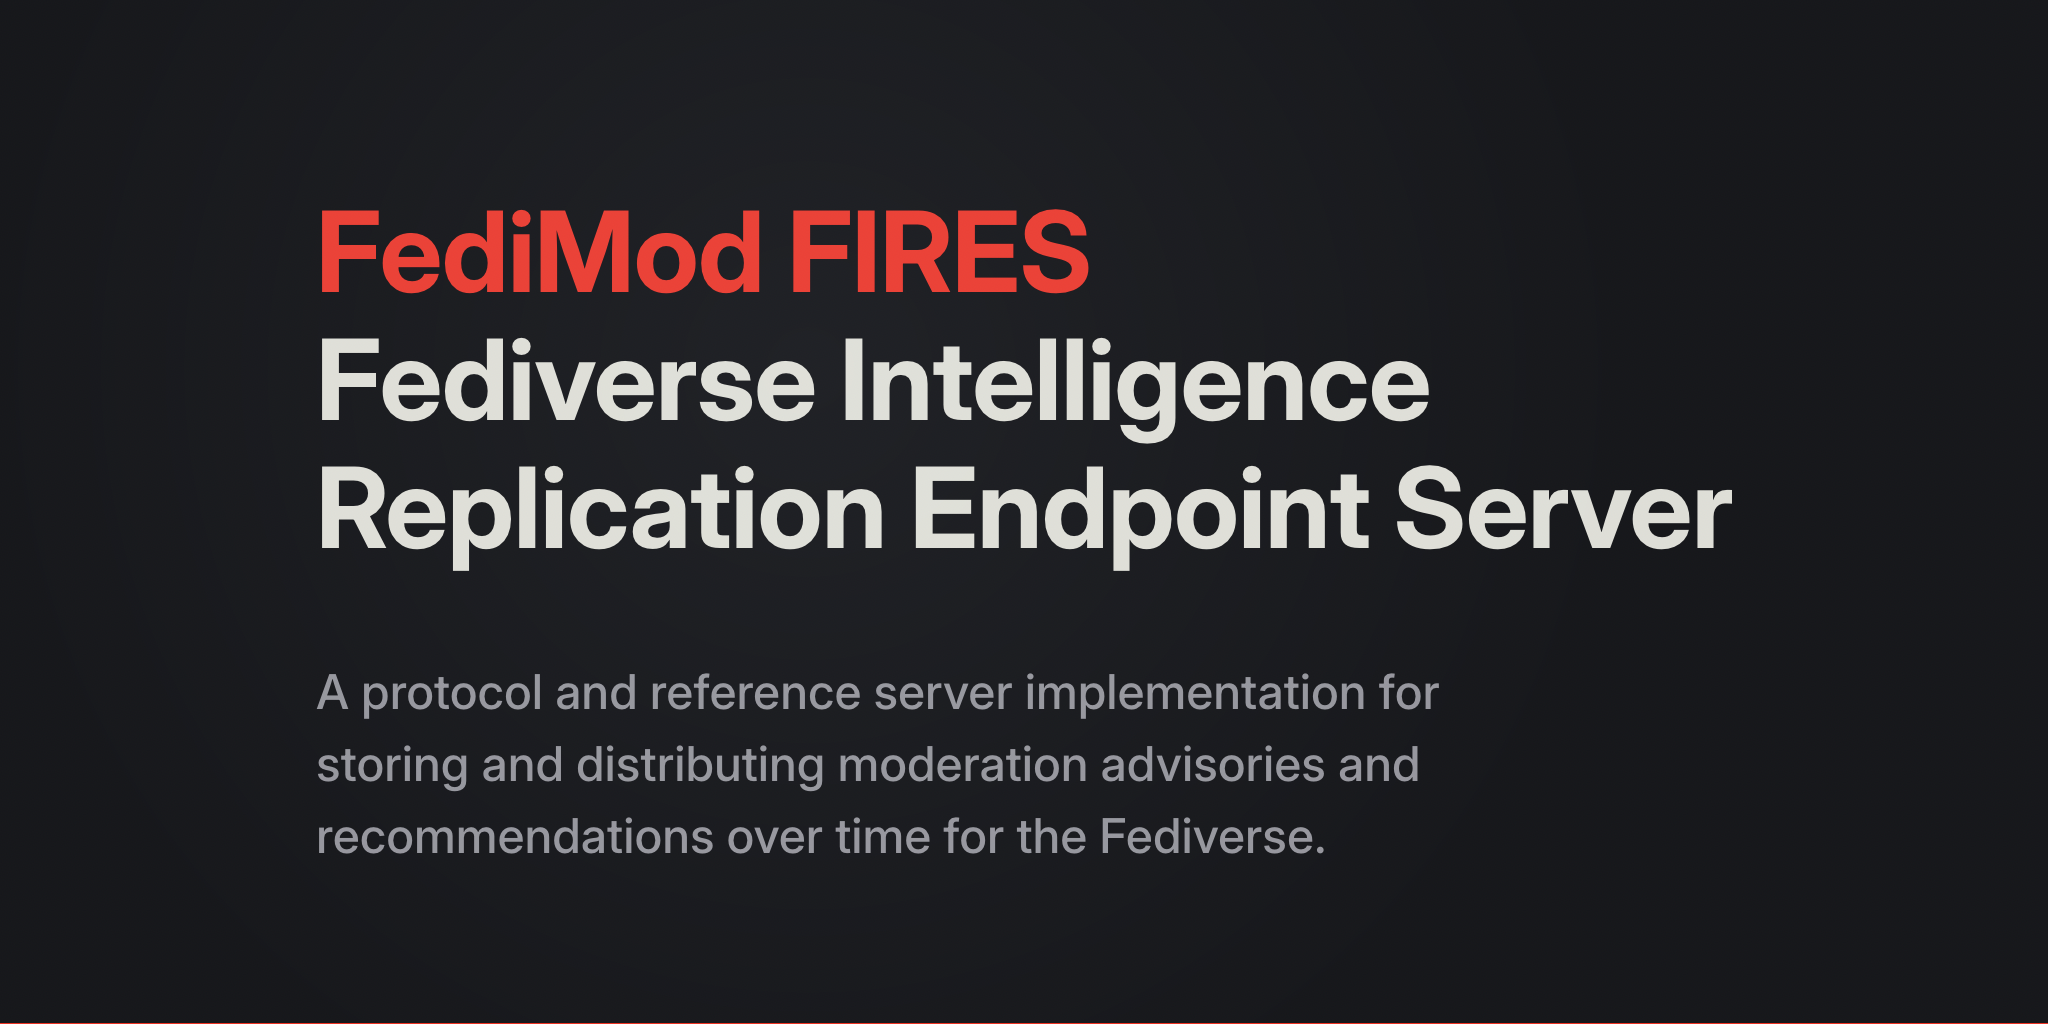 FediMod FIRES
Fediverse Intelligence
Replication Endpoint Server
A protocol and reference server implementation for
storing and distributing moderation advisories and
recommendations over time for the Fediverse.